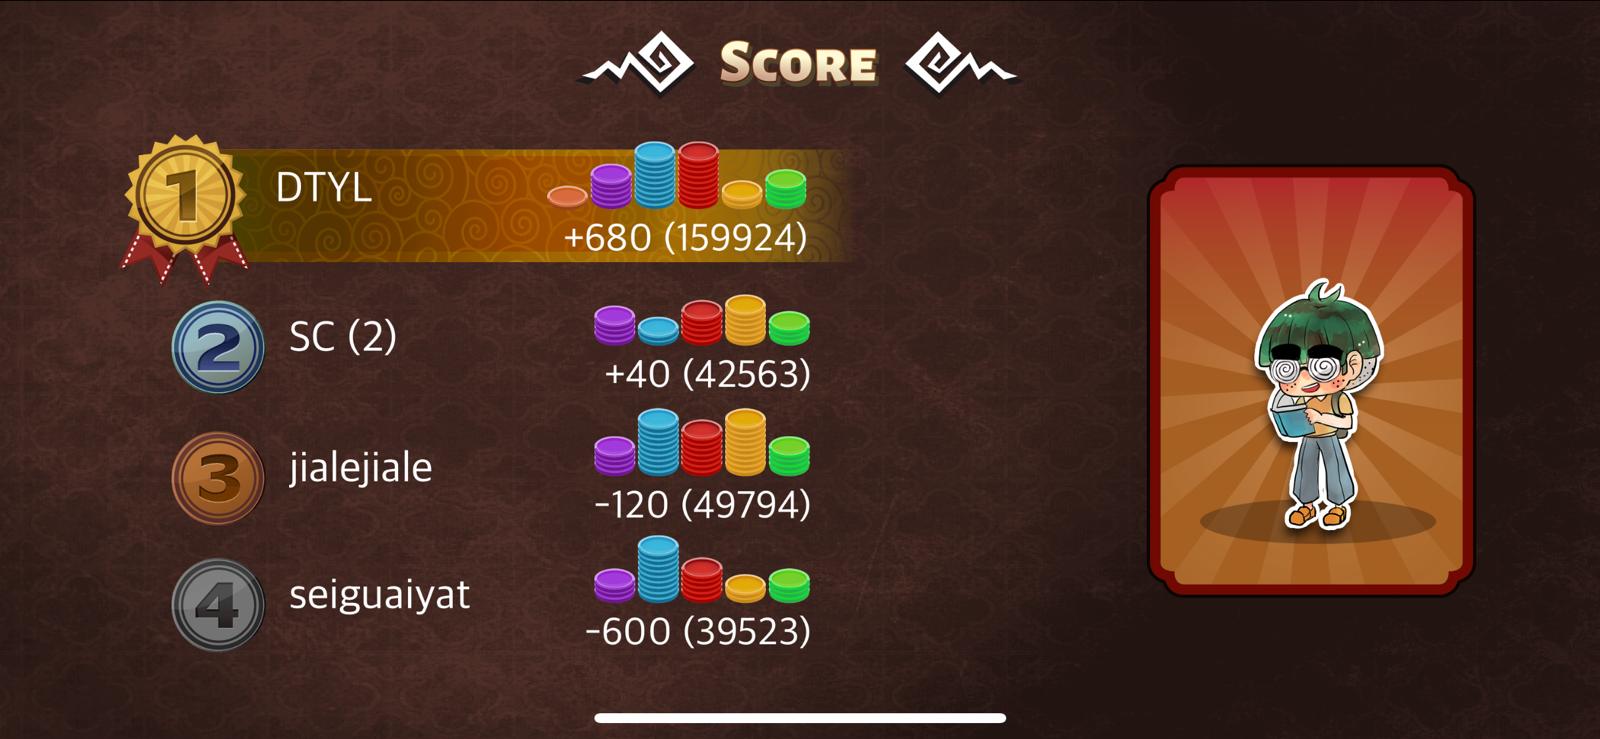 SCORE
1
DTYL
+680 (159924)
2
SC (2)
+40 (42563)
3
jialejiale
-120 (49794)
4
seiguaiyat
-600 (39523)